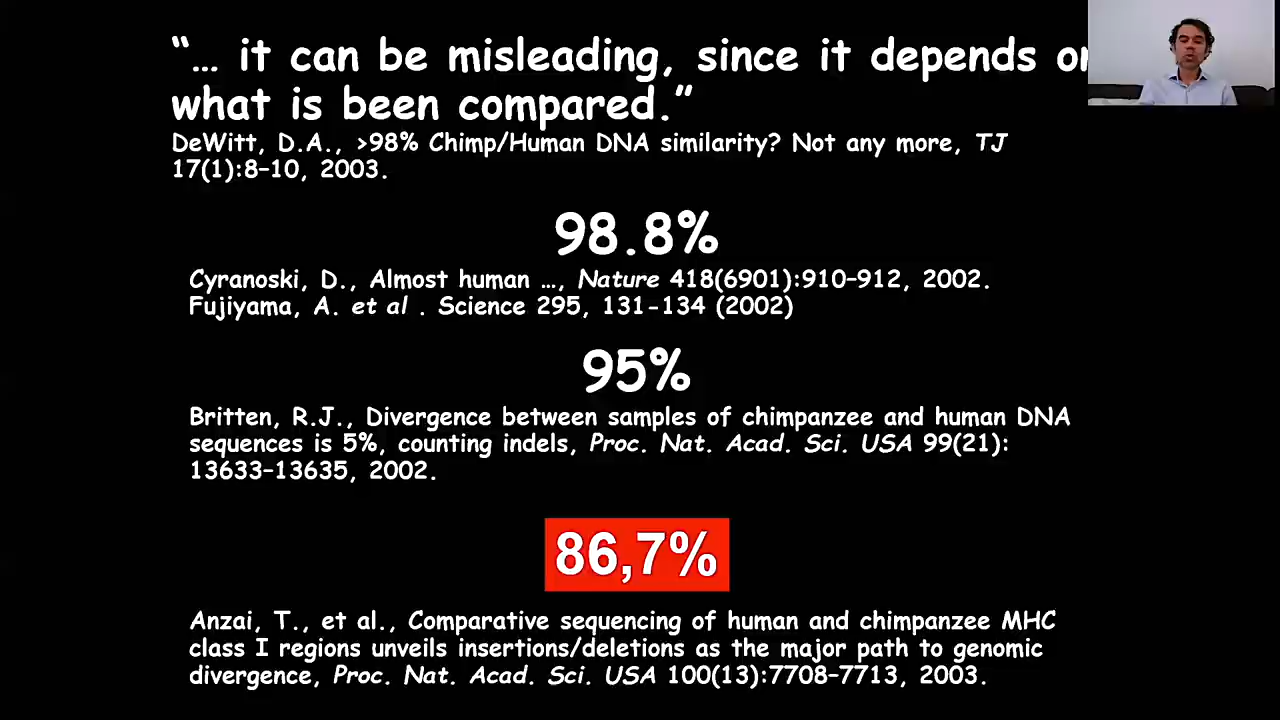 “… it can be misleading, since it depends on
what is been compared.”
DeWitt, D.A., >98% Chimp/Human DNA similarity? Not any more, TJ
17(1):8–10, 2003.
98.8%
Cyranoski, D., Almost human …, Nature 418(6901):910–912, 2002.
Fujiyama, A. et al . Science 295, 131-134 (2002)
95%
Britten, R.J., Divergence between samples of chimpanzee and human DNA
sequences is 5%, counting indels, Proc. Nat. Acad. Sci. USA 99(21):
13633–13635, 2002.
86,7%
Anzai, T., et al., Comparative sequencing of human and chimpanzee MHC
class I regions unveils insertions/deletions as the major path to genomic
divergence, Proc. Nat. Acad. Sci. USA 100(13):7708–7713, 2003.